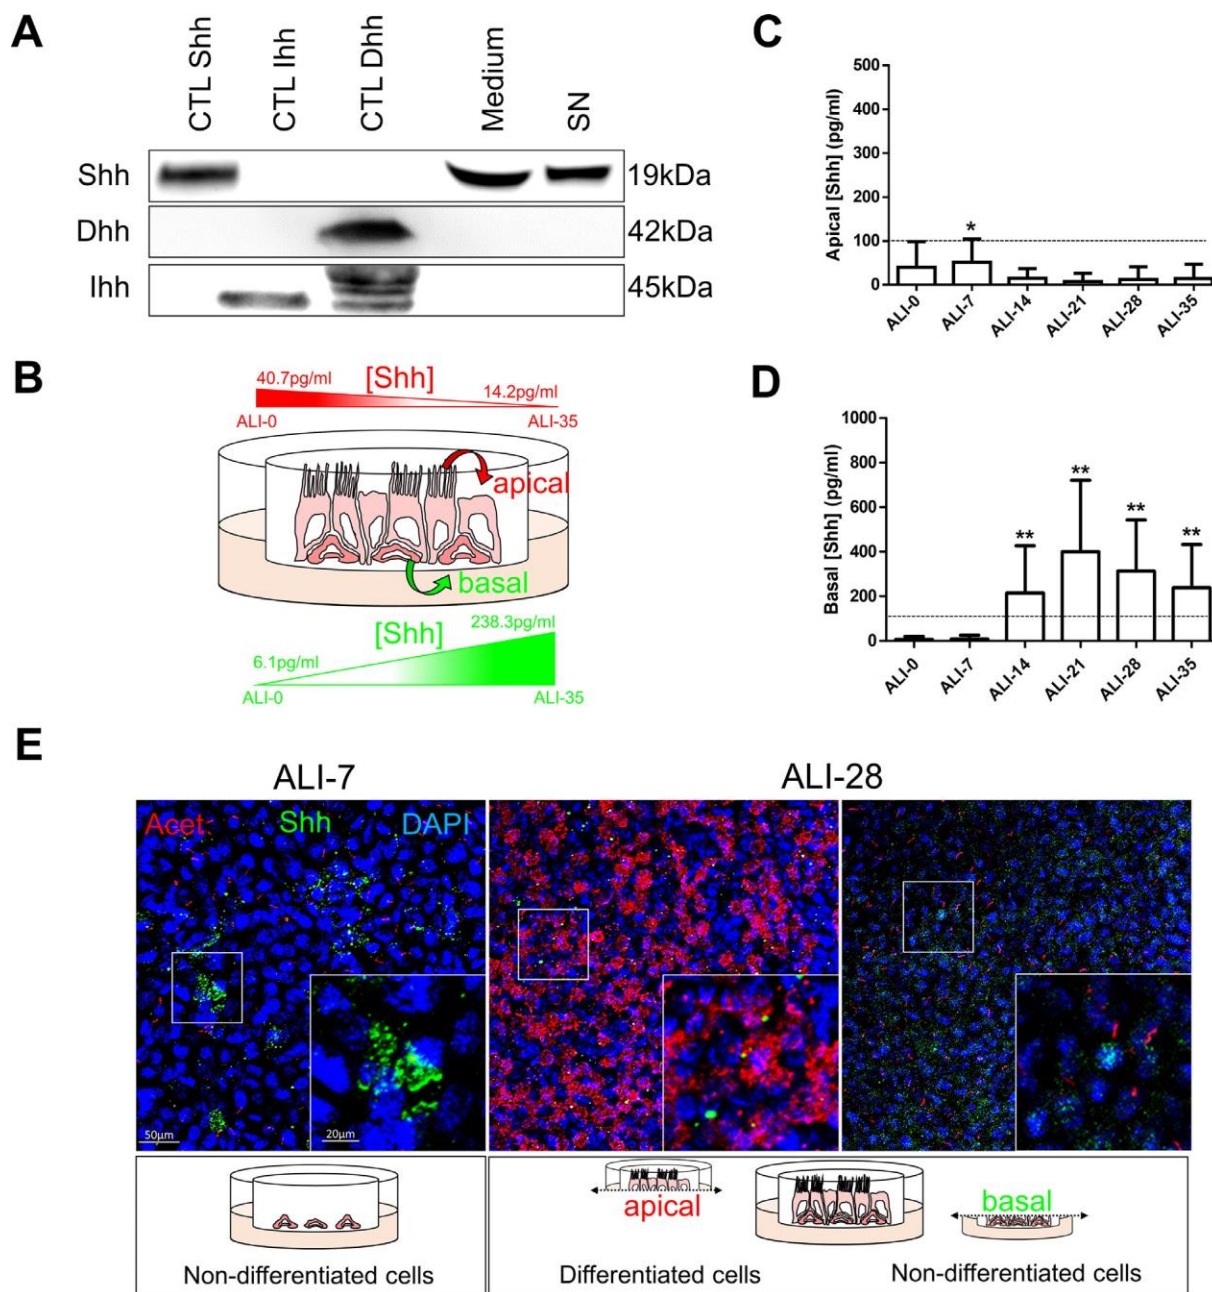 A
CTL Shh
CTL Ihh
CTL Dhh
Medium
SN
Shh
19kDa
Dhh
42kDa
Ihh
45kDa
B
40.7pg/ml
[Shh]
14.2pg/ml
ALI-0
ALI-35
apical
basal
[Shh]
238.3pg/ml
6.1pg/ml
ALI-0
ALI-35
C
Apical [Shh] (pg/ml)
500
400
300
200
100
0
*
ALI-0
ALI-7
ALI-14
ALI-21
ALI-28
ALI-35
D
Basal [Shh] (pg/ml)
1000
800
600
400
200
0
**
**
**
**
ALI-0
ALI-7
ALI-14
ALI-21
ALI-28
ALI-35
E
ALI-7
ALI-28
Acet
Shh
DAPI
50µm
20µm
apical
basal
Non-differentiated cells
Differentiated cells
Non-differentiated cells